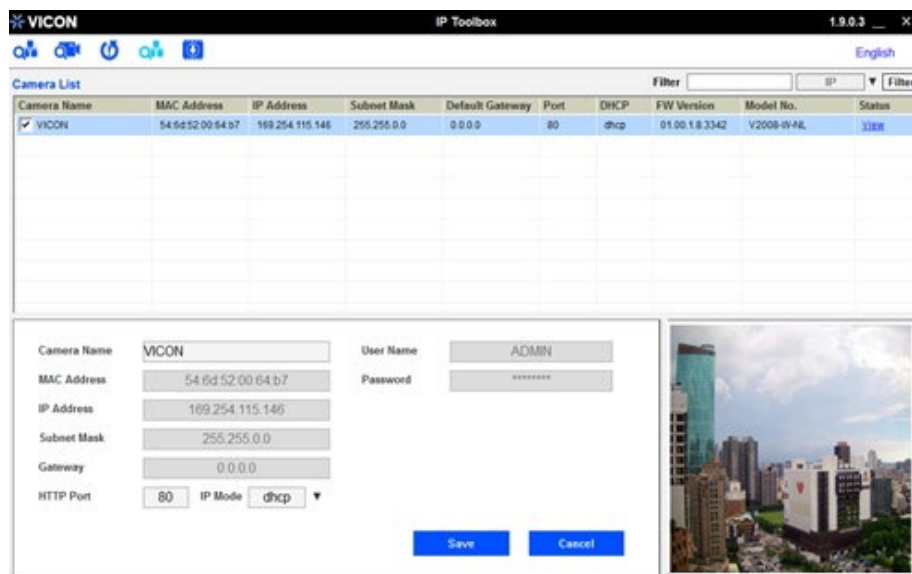 VICON IP Toolbox 1.9.0.3
English
Camera List Filter IP Filter
Camera Name MAC Address IP Address Subnet Mask Default Gateway Port DHCP FW Version Model No. Status
VICON 54:6d:52:00:64:b7 169.254.115.146 255.255.0.0 0.0.0.0 80 dhcp 01.00.1.8.3342 V2008-W-NL View
Camera Name VICON User Name ADMIN
MAC Address 54:6d:52:00:64:b7 Password ********
IP Address 169.254.115.146
Subnet Mask 255.255.0.0
Gateway 0.0.0.0
HTTP Port 80 IP Mode dhcp
Save Cancel